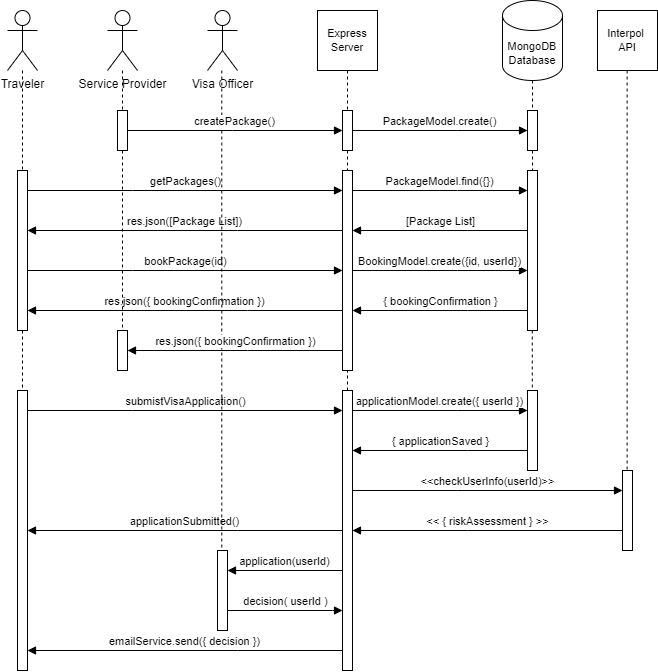 Express
Server
MongoDB
Database
Interpol
API
Traveler
Service Provider
Visa Officer
createPackage()
PackageModel.create()
getPackages()
PackageModel.find({})
res.json([Package List])
[Package List]
bookPackage(id)
BookingModel.create({id, userId})
res.json({ bookingConfirmation })
{ bookingConfirmation }
res.json({ bookingConfirmation })
submistVisaApplication()
applicationModel.create({ userId })
{ applicationSaved }
<<checkUserInfo(userId)>>
applicationSubmitted()
<< { riskAssessment } >>
application(userId)
decision( userId )
emailService.send({ decision })